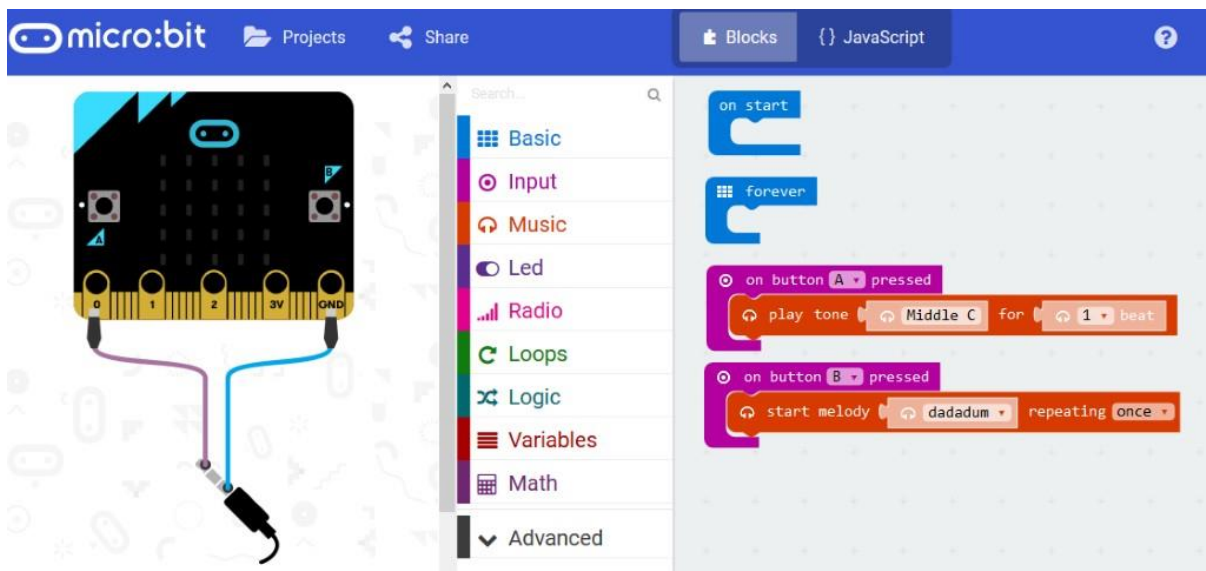 micro:bit Projects Share Blocks {} JavaScript ?
B
A
0 1 2 3V GND
Search...
Basic
Input
Music
Led
Radio
Loops
Logic
Variables
Math
Advanced
on start
forever
on button A pressed
play tone Middle C for 1 beat
on button B pressed
start melody dadadum repeating once